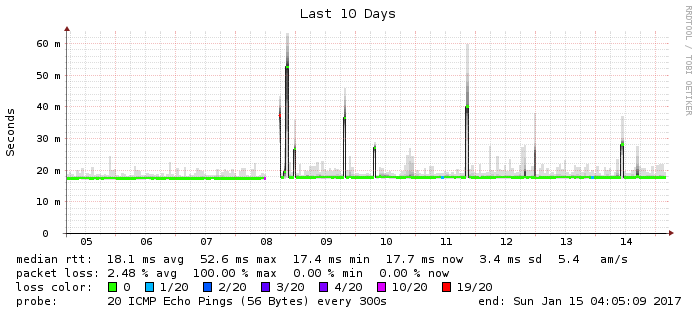 Last 10 Days
RRDTOOL / TOBI OETIKER
Seconds
60 m
50 m
40 m
30 m
20 m
10 m
0
05 06 07 08 09 10 11 12 13 14
median rtt: 18.1 ms avg 52.6 ms max 17.4 ms min 17.7 ms now 3.4 ms sd 5.4 am/s
packet loss: 2.48 % avg 100.00 % max 0.00 % min 0.00 % now
loss color: 0 1/20 2/20 3/20 4/20 10/20 19/20
probe: 20 ICMP Echo Pings (56 Bytes) every 300s end: Sun Jan 15 04:05:09 2017